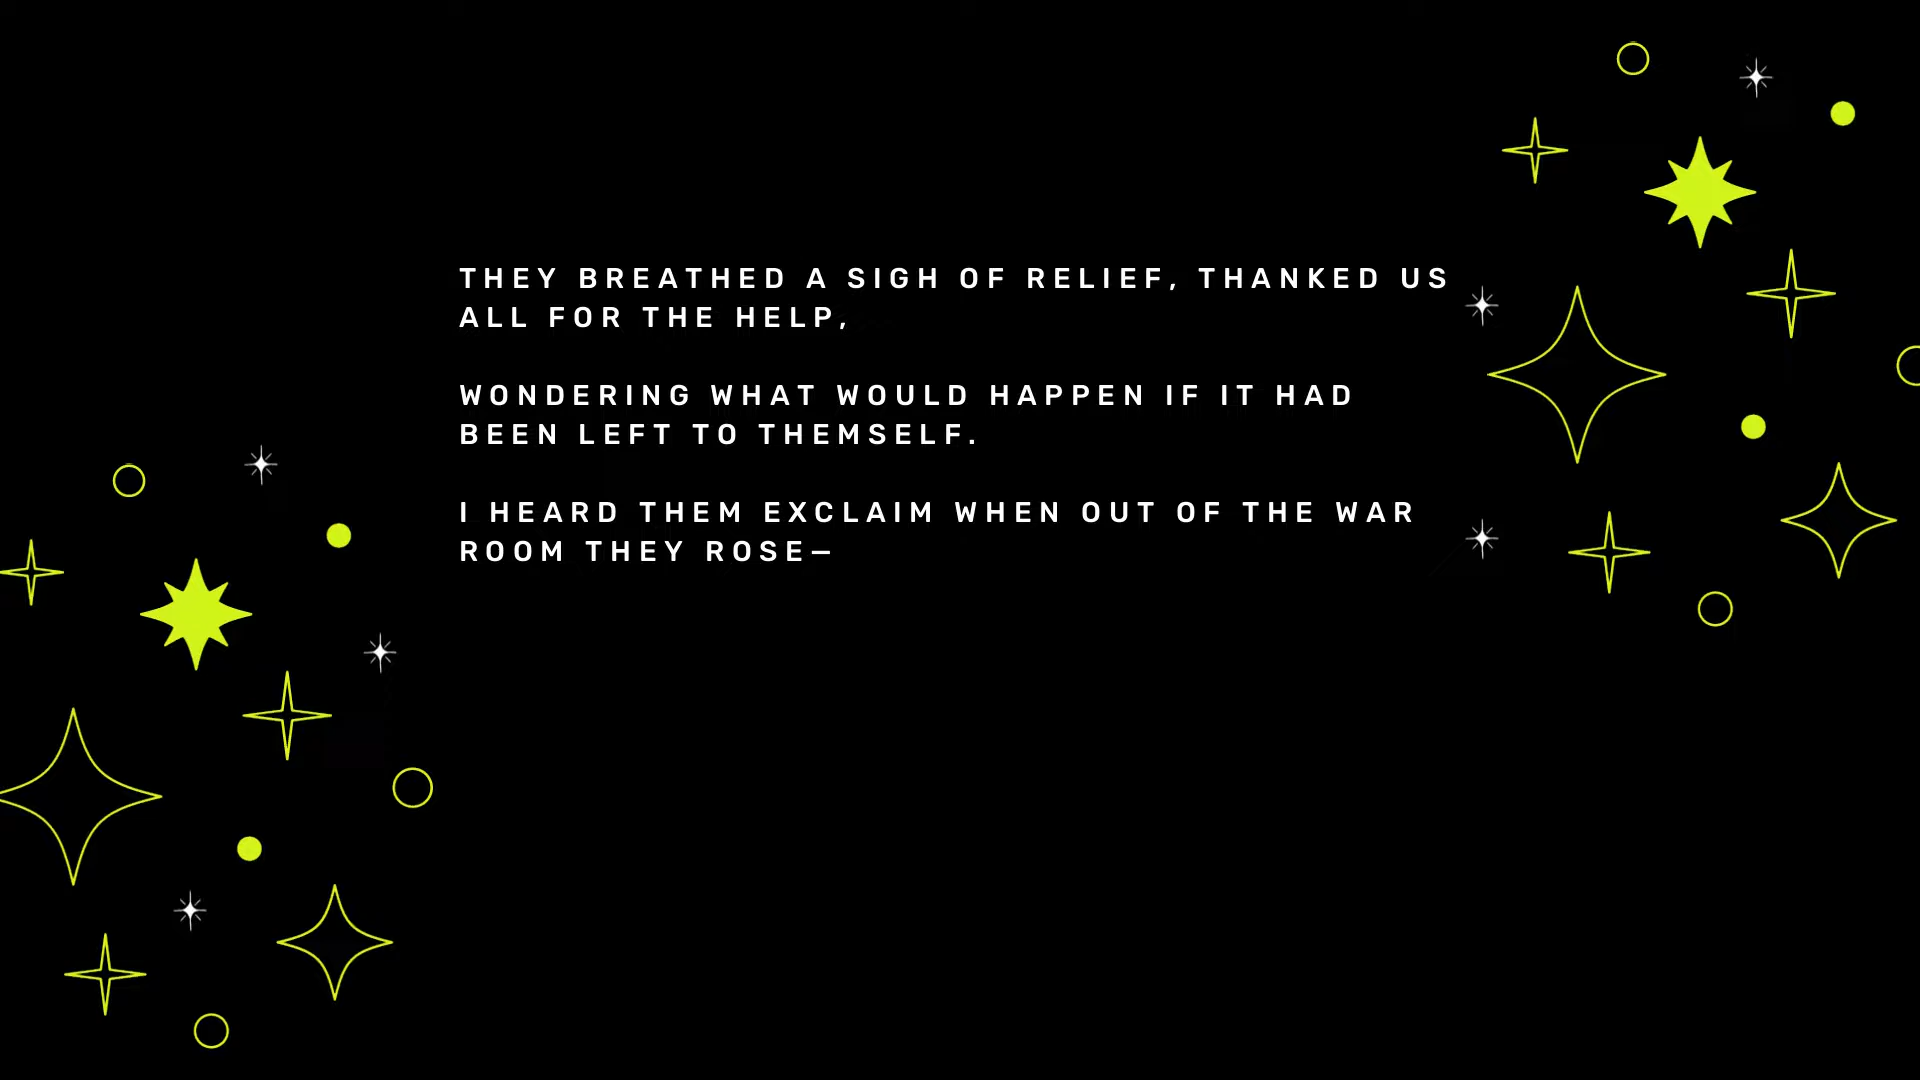 THEY BREATHED A SIGH OF RELIEF, THANKED US
ALL FOR THE HELP,
WONDERING WHAT WOULD HAPPEN IF IT HAD
BEEN LEFT TO THEMSELF.
I HEARD THEM EXCLAIM WHEN OUT OF THE WAR
ROOM THEY ROSE—